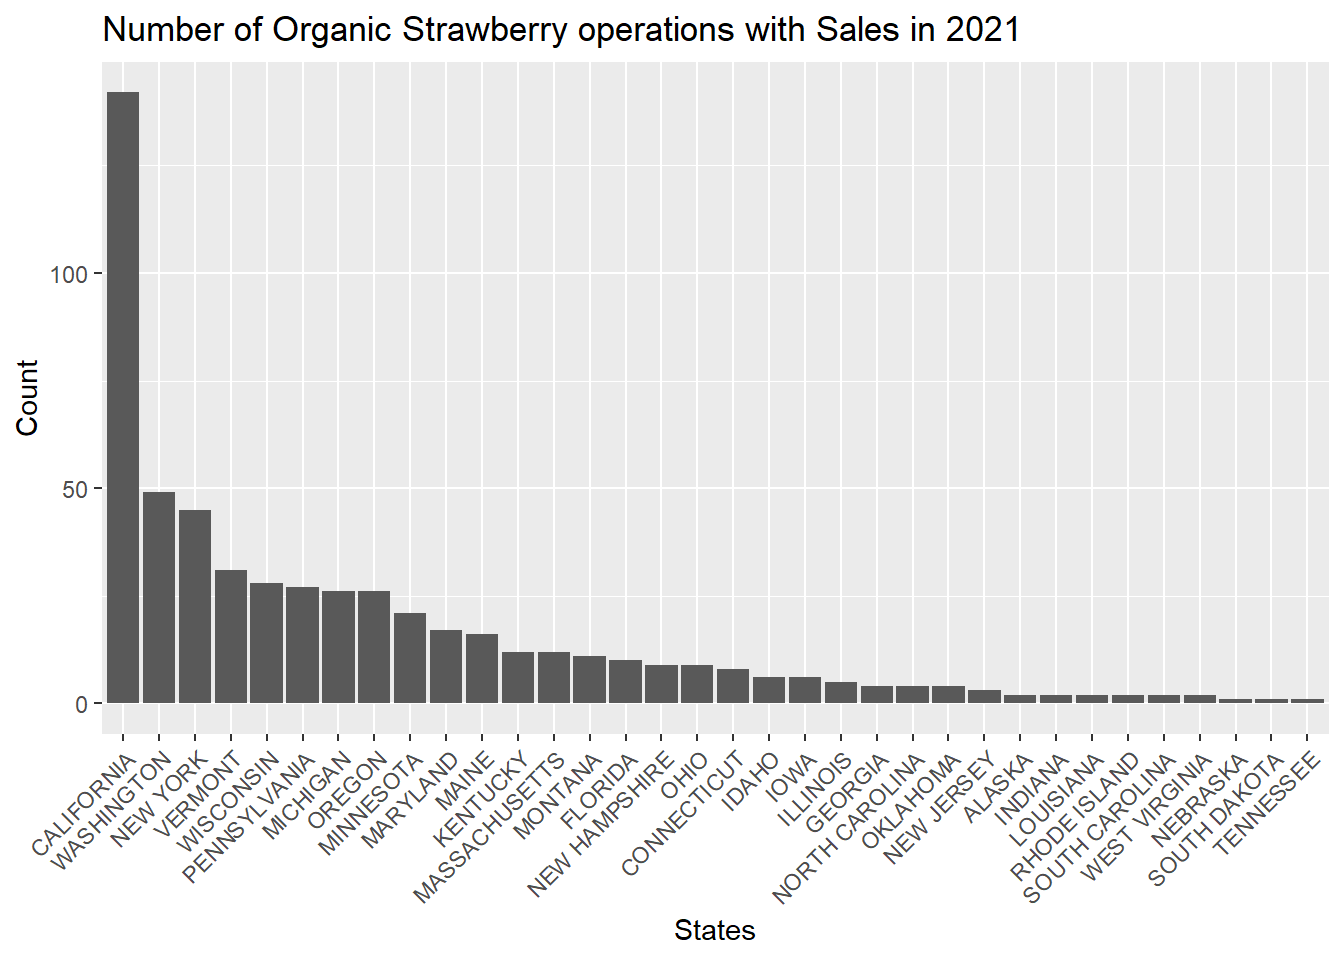 Number of Organic Strawberry operations with Sales in 2021
Count
100
50
0
CALIFORNIA
WASHINGTON
NEW YORK
VERMONT
WISCONSIN
PENNSYLVANIA
MICHIGAN
OREGON
MINNESOTA
MARYLAND
MAINE
KENTUCKY
MASSACHUSETTS
MONTANA
FLORIDA
NEW HAMPSHIRE
OHIO
CONNECTICUT
IDAHO
IOWA
ILLINOIS
GEORGIA
NORTH CAROLINA
OKLAHOMA
NEW JERSEY
ALASKA
INDIANA
LOUISIANA
RHODE ISLAND
SOUTH CAROLINA
WEST VIRGINIA
NEBRASKA
SOUTH DAKOTA
TENNESSEE
States